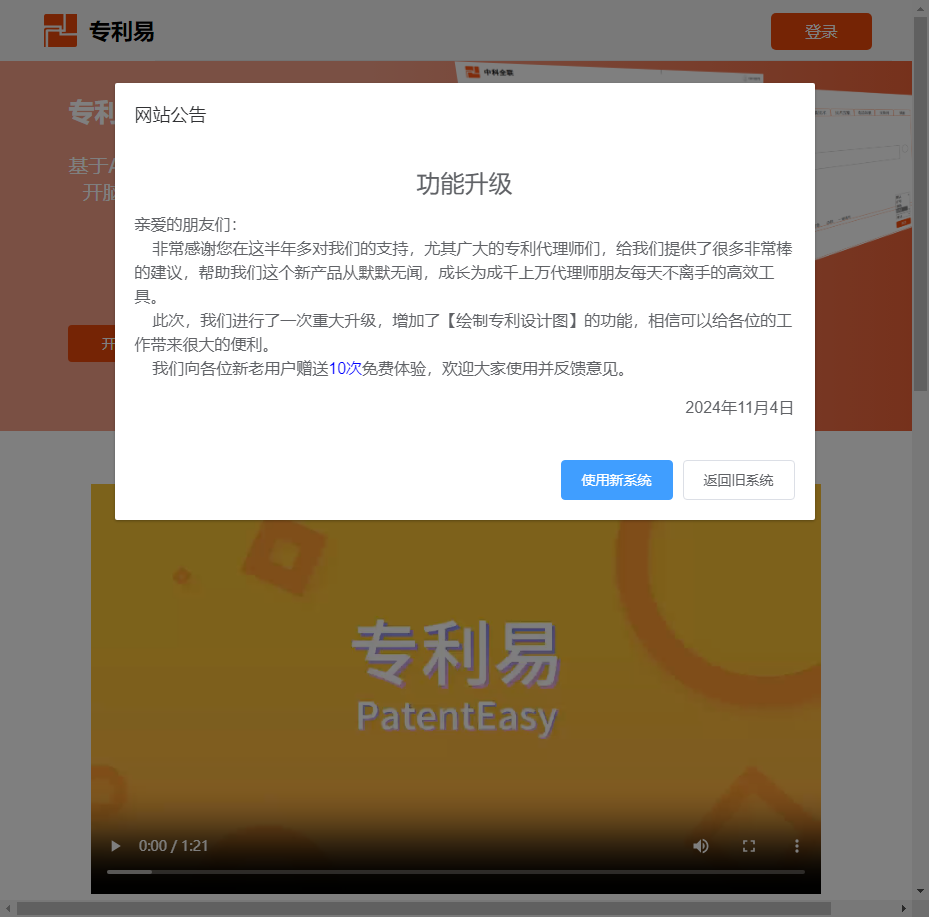 专利易
登录
中科全联
专利
基于A
开脑
开
网站公告
功能升级
亲爱的朋友们：
非常感谢您在这半年多对我们的支持，尤其广大的专利代理师们，给我们提供了很多非常棒
的建议，帮助我们这个新产品从默默无闻，成长为成千上万代理师朋友每天不离手的高效工
具。
此次，我们进行了一次重大升级，增加了【绘制专利设计图】的功能，相信可以给各位的工
作带来很大的便利。
我们向各位新老用户赠送10次免费体验，欢迎大家使用并反馈意见。
2024年11月4日
使用新系统
返回旧系统
专利易
PatentEasy
0:00 / 1:21